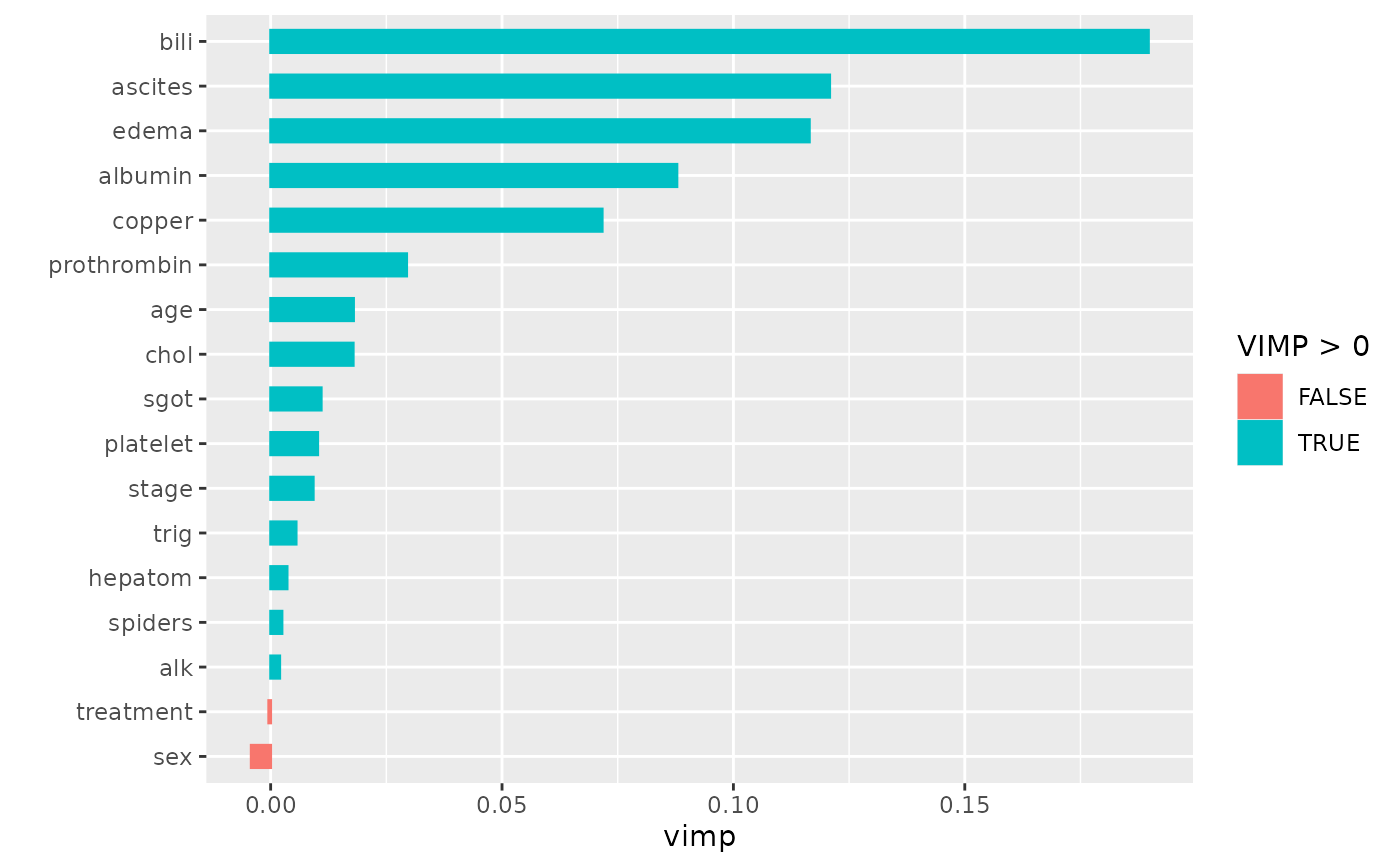 bili
ascites
edema
albumin
copper
prothrombin
age
chol
sgot
platelet
stage
trig
hepatom
spiders
alk
treatment
sex
0.00 0.05 0.10 0.15
vimp
VIMP > 0
FALSE
TRUE